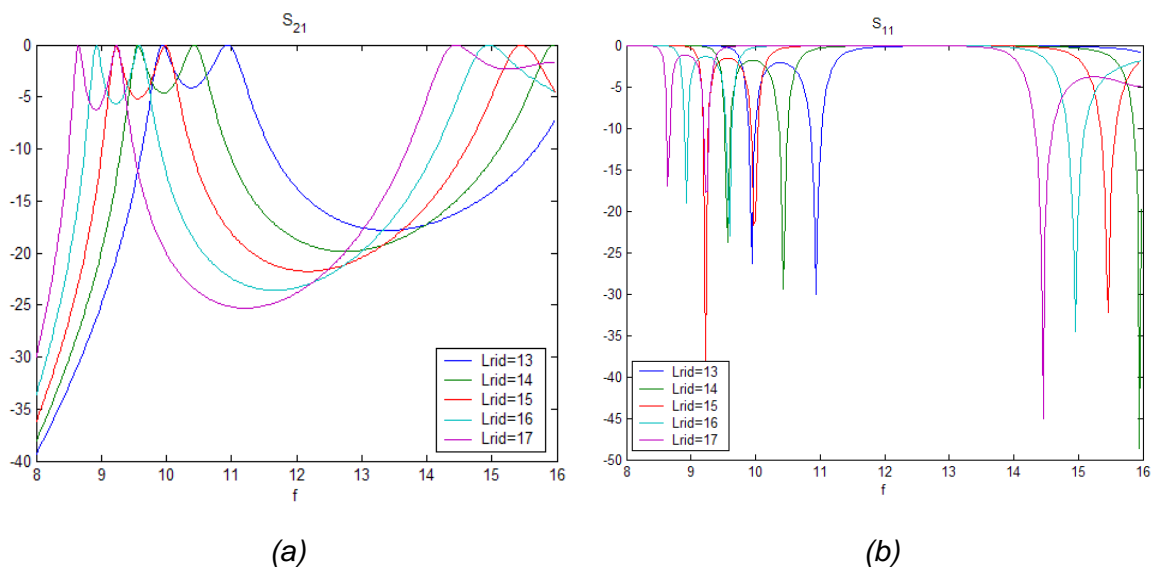 S21
0
-5
-10
-15
-20
-25
-30
-35
-40
8 9 10 11 12 13 14 15 16
f
Lrid=13
Lrid=14
Lrid=15
Lrid=16
Lrid=17
(a)
S11
0
-5
-10
-15
-20
-25
-30
-35
-40
-45
-50
8 9 10 11 12 13 14 15 16
f
Lrid=13
Lrid=14
Lrid=15
Lrid=16
Lrid=17
(b)